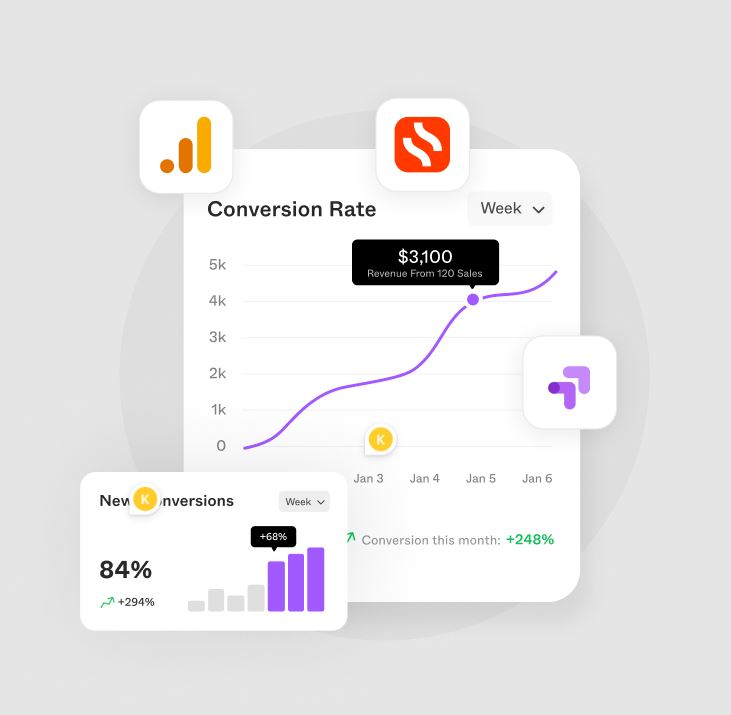 Conversion Rate
Week
$3,100
Revenue From 120 Sales
5k
4k
3k
2k
1k
0
K
Jan 3 Jan 4 Jan 5 Jan 6
Conversion this month: +248%
New nversions
K
Week
+68%
84%
+294%